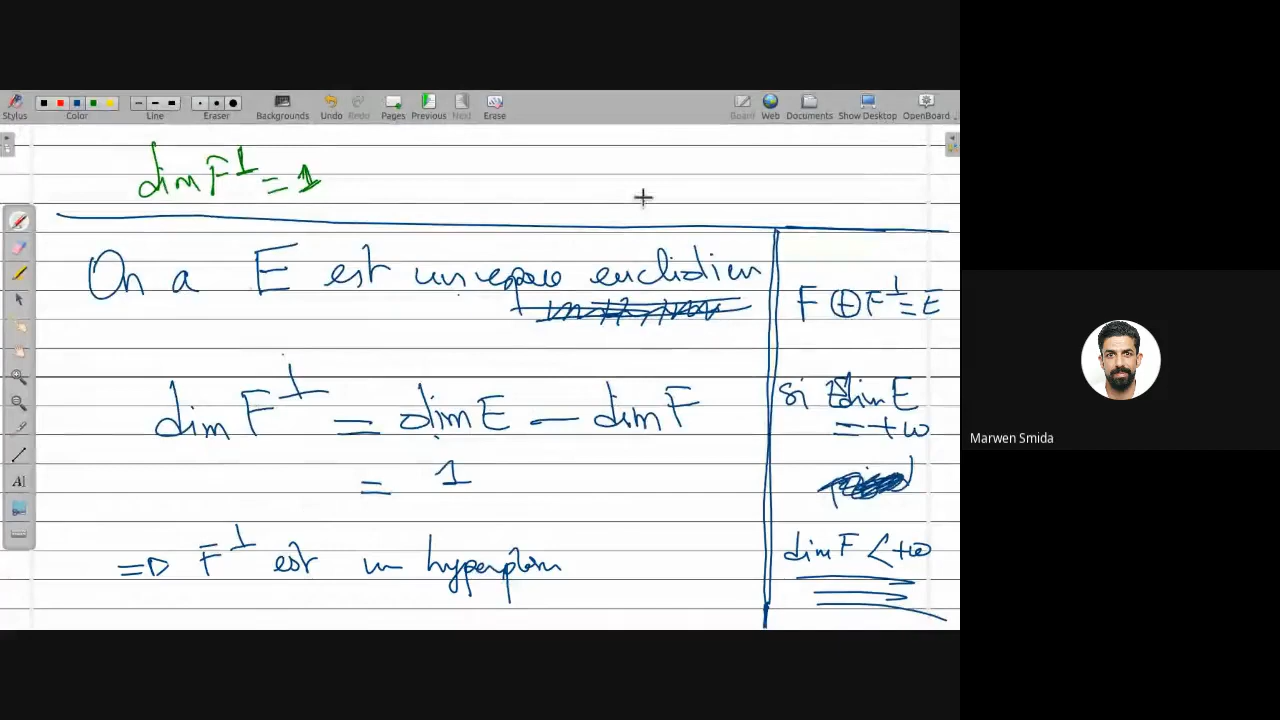 Stylus Color Line Eraser Backgrounds Undo Redo Pages Previous Next Erase Board Web Documents Show Desktop OpenBoard
dim F⊥ = 1
On a E est un espace euclidien
dim F⊥ = dim E − dim F
= 1
=> F⊥ est un hyperplan
F ⊕ F⊥ = E
si dim E
= +∞
dim F < +∞
Marwen Smida